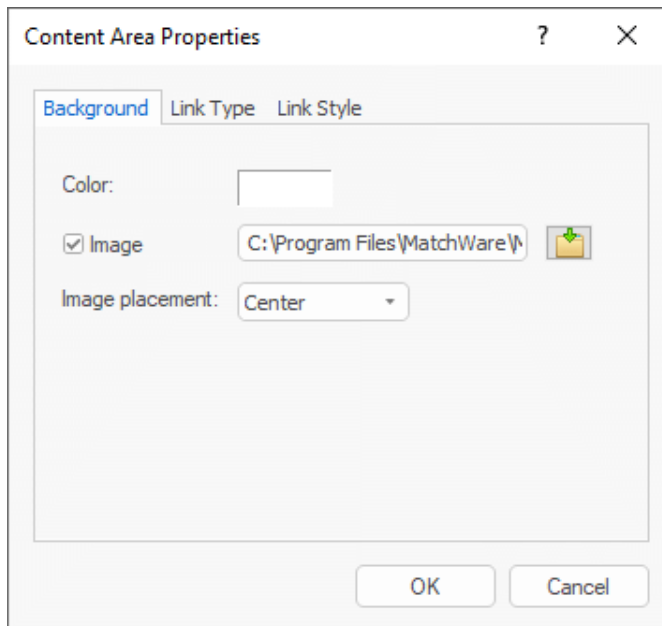 Content Area Properties ?
Background Link Type Link Style
Color:
Image C:\Program Files\MatchWare\
Image placement: Center
OK Cancel